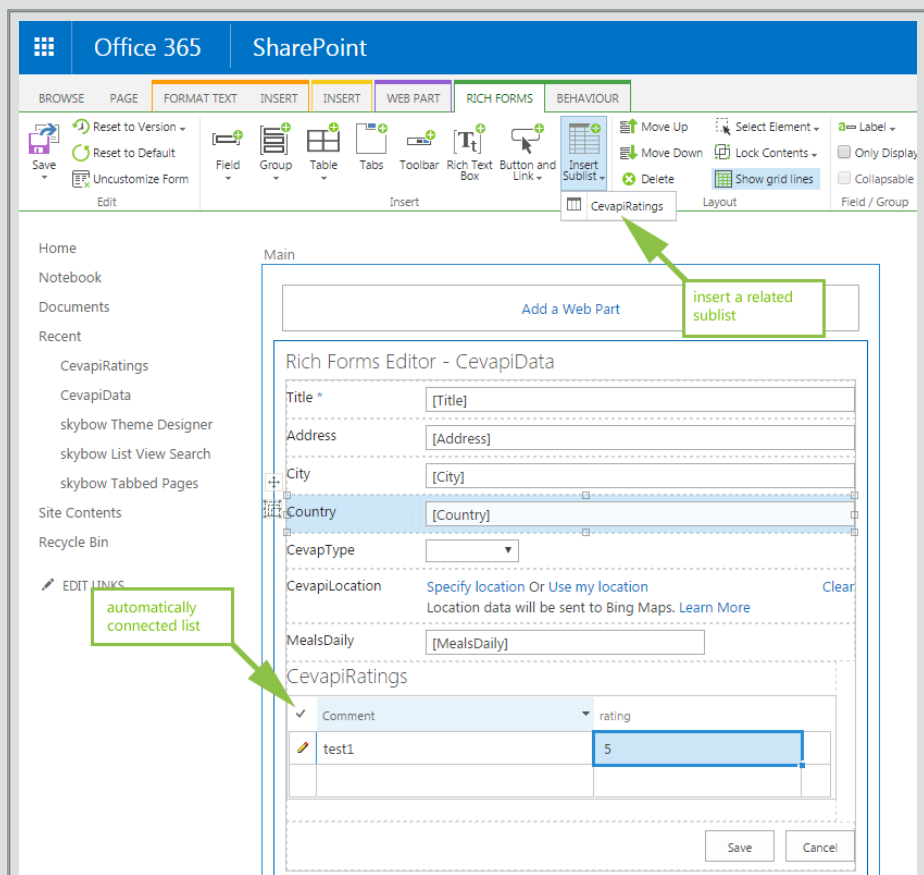 Office 365 SharePoint
BROWSE PAGE FORMAT TEXT INSERT INSERT WEB PART RICH FORMS BEHAVIOUR
Save
Reset to Version
Reset to Default
Uncustomize Form
Edit
Field
Group
Table
Tabs
Toolbar
Rich Text
Box
Button and
Link
Insert
Sublist
Insert
Move Up
Move Down
Delete
Select Element
Lock Contents
Show grid lines
Layout
a Label
Only Display
Collapsable
Field / Group
CevapiRatings
insert a related
sublist
Home
Notebook
Documents
Recent
CevapiRatings
CevapiData
skybow Theme Designer
skybow List View Search
skybow Tabbed Pages
Site Contents
Recycle Bin
EDIT LINKS
automatically
connected list
Main
Add a Web Part
Rich Forms Editor - CevapiData
Title * [Title]
Address [Address]
City [City]
Country [Country]
CevapType
CevapiLocation Specify location Or Use my location Clear
Location data will be sent to Bing Maps. Learn More
MealsDaily [MealsDaily]
CevapiRatings
Comment rating
test1 5
Save Cancel